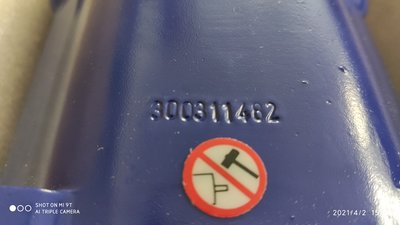 300311462
SHOT ON MI 9T
AI TRIPLE CAMERA
2021/4/2